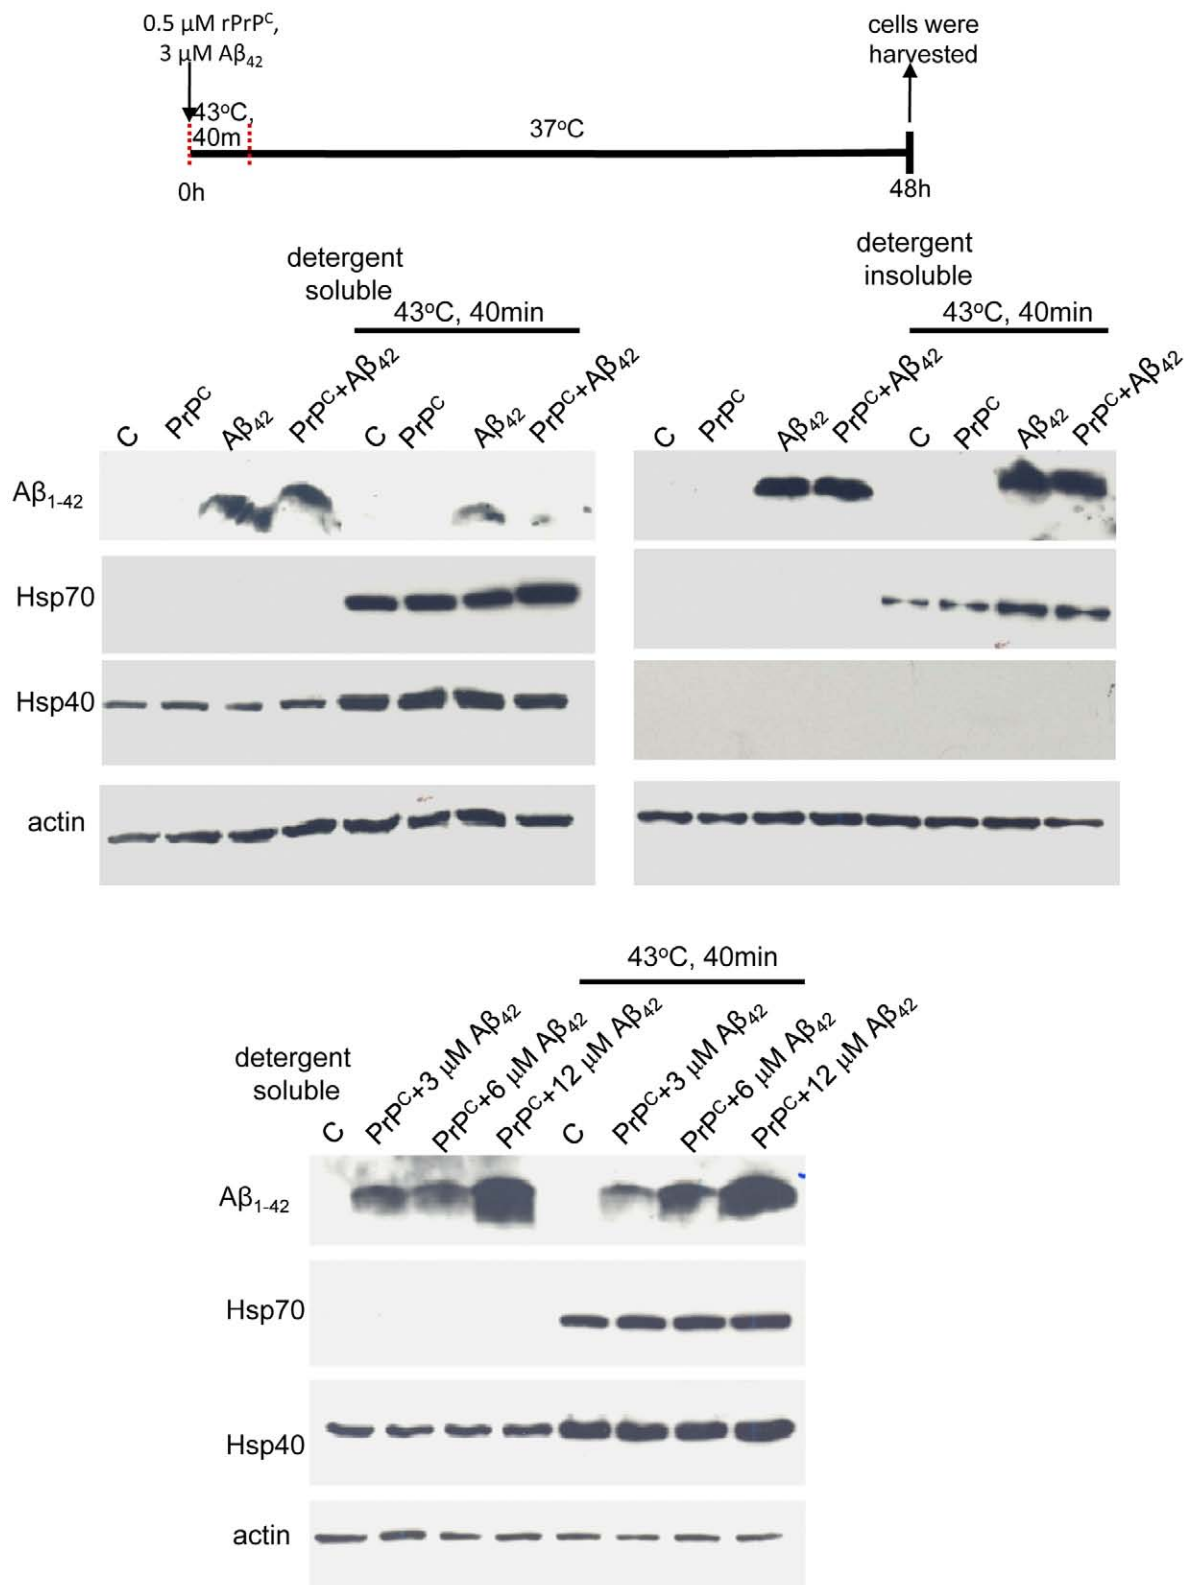 0.5 µM rPrPᶜ,
3 µM Aβ₄₂
cells were
harvested
43ºC,
40m
37ºC
0h
48h
detergent
soluble
43ºC, 40min
C PrPᶜ Aβ₄₂ PrPᶜ+Aβ₄₂ C PrPᶜ Aβ₄₂ PrPᶜ+Aβ₄₂
detergent
insoluble
43ºC, 40min
C PrPᶜ Aβ₄₂ PrPᶜ+Aβ₄₂ C PrPᶜ Aβ₄₂ PrPᶜ+Aβ₄₂
Aβ₁₋₄₂
Hsp70
Hsp40
actin
43ºC, 40min
detergent
soluble
C PrPᶜ+3 µM Aβ₄₂ PrPᶜ+6 µM Aβ₄₂ PrPᶜ+12 µM Aβ₄₂ C PrPᶜ+3 µM Aβ₄₂ PrPᶜ+6 µM Aβ₄₂ PrPᶜ+12 µM Aβ₄₂
Aβ₁₋₄₂
Hsp70
Hsp40
actin